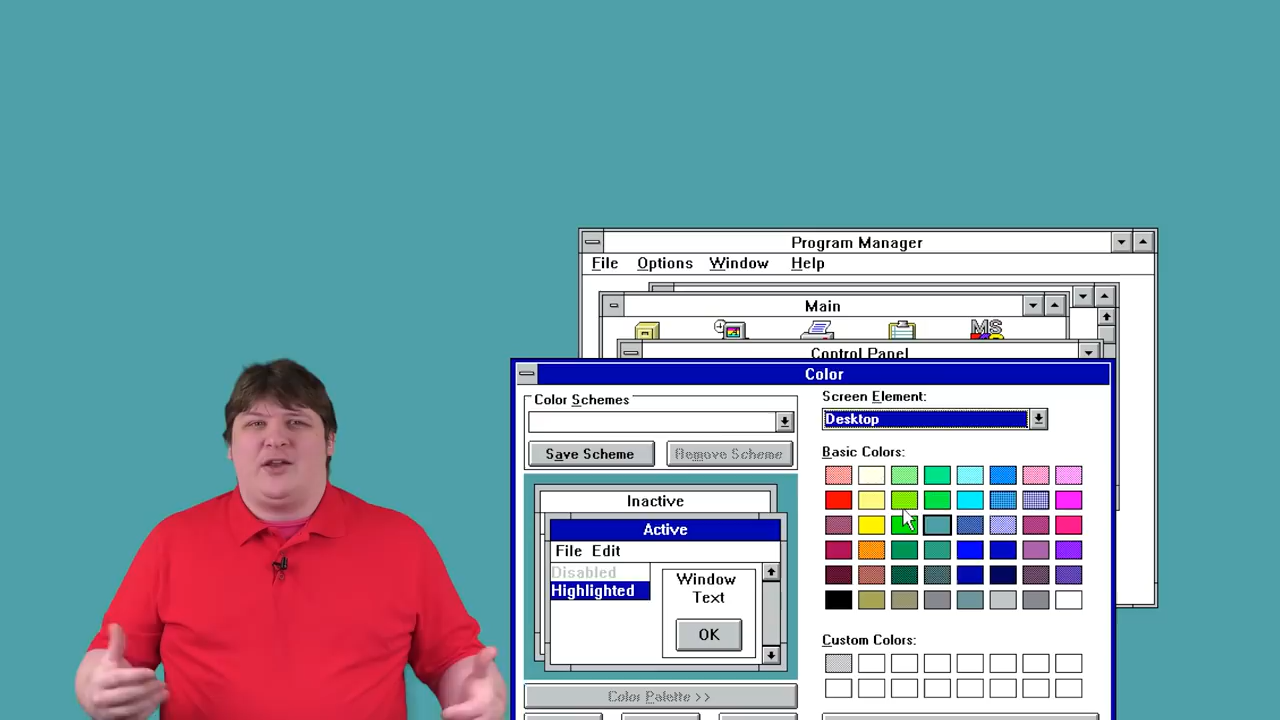 Program Manager
File Options Window Help
Main
MS
Control Panel
Color
Color Schemes
Screen Element:
Desktop
Save Scheme Remove Scheme
Basic Colors:
Inactive
Active
File Edit
Disabled
Highlighted
Window
Text
OK
Custom Colors:
Color Palette >>